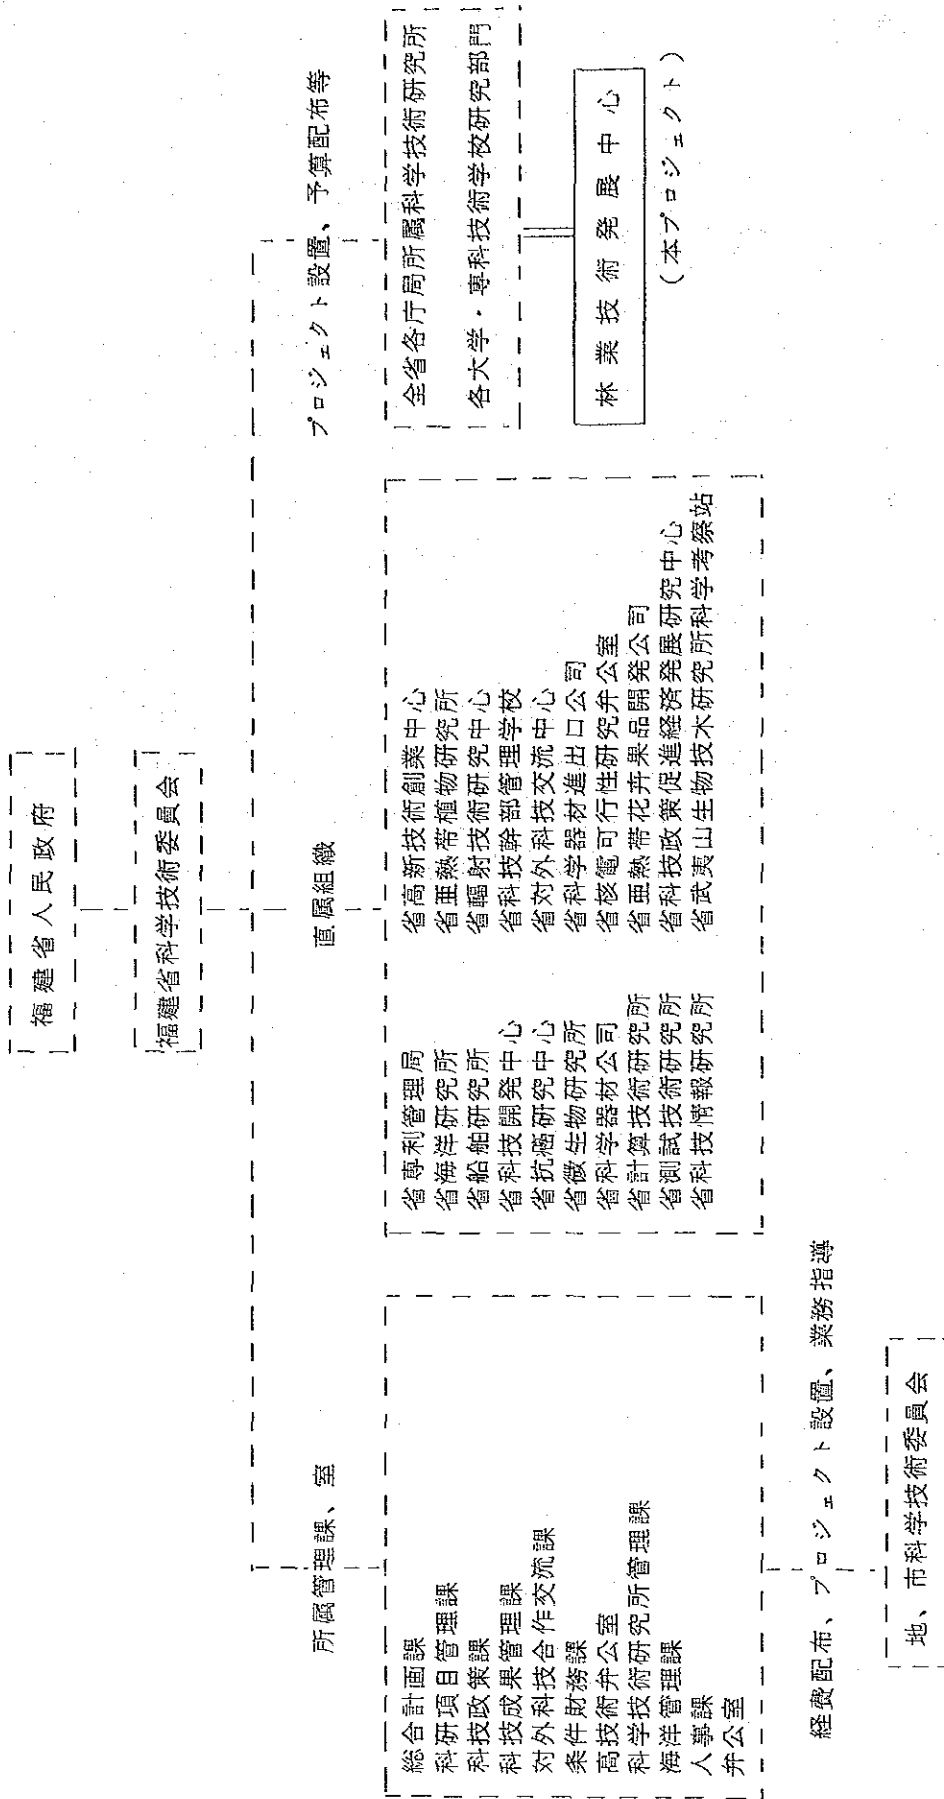 福建省人民政府
福建省科学技術委員会
所属管理課、室
総合計画課
科研項目管理課
科技政策課
科技成果管理課
対外科技合作交流課
条件財務課
高技術弁公室
科学技術研究所管理課
海洋管理課
人事課
弁公室
経費配布、プロジェクト設置、業務指導
地、市科学技術委員会
直属組織
省専利管理局
省海洋研究所
省船舶研究所
省科技開発中心
省抗癌研究中心
省微生物研究所
省科学器材公司
省計算技術研究所
省測試技術研究所
省科技情報研究所
省高新技術創業中心
省亜熱帯植物研究所
省輻射技術研究中心
省科技幹部管理学校
省対外科技交流中心
省科学器材進出口公司
省核電可行性研究弁公室
省亜熱帯花卉果品開発公司
省科技政策促進経済発展研究中心
省武夷山生物技术研究所科学考察站
プロジェクト設置、予算配布等
全省各庁局所属科学技術研究所
各大学・専科技術学校研究部門
林業技術発展中心
(本プロジェクト)